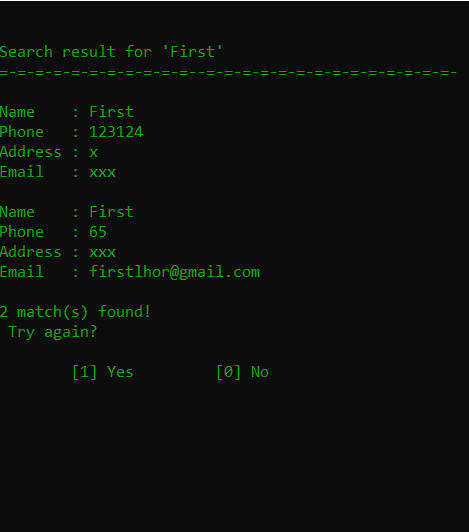 Search result for 'First'
=-=-=-=-=-=-=-=-=-=-=--=-=-=-=-=-=-=-=-=-=-=-=-=-=-
Name    : First
Phone   : 123124
Address : x
Email   : xxx
Name    : First
Phone   : 65
Address : xxx
Email   : firstlhor@gmail.com
2 match(s) found!
 Try again?
        [1] Yes         [0] No